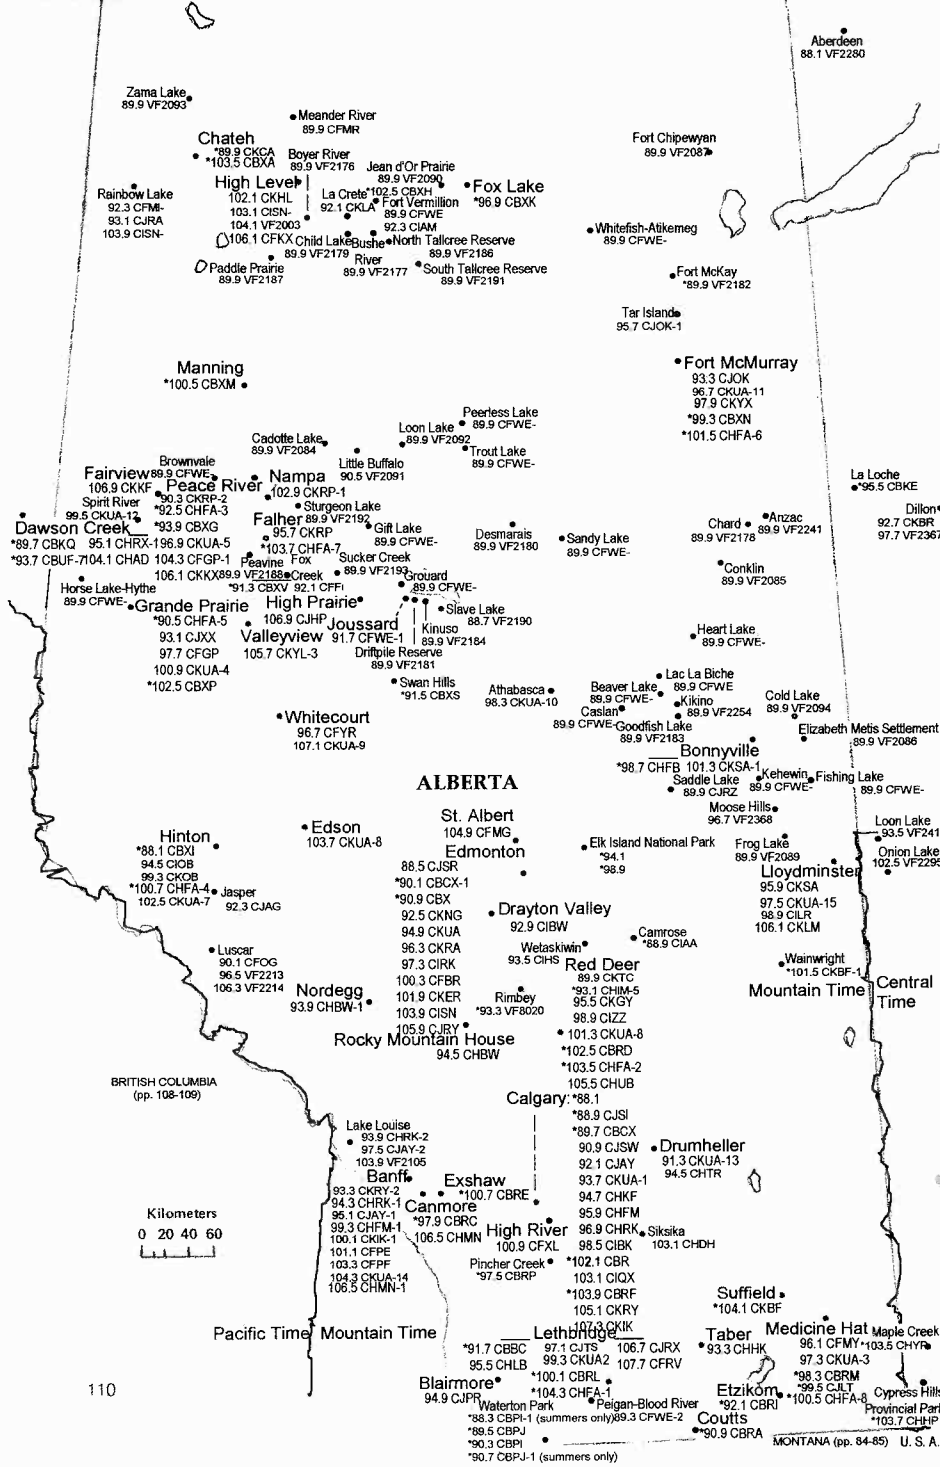 Aberdeen
88.1 VF2280
Zama Lake
89.9 VF2093
Meander River
89.9 CFMR
Chateh
*89.9 CKCA
*103.5 CBXA
Boyer River
89.9 VF2176
Fort Chipewyan
89.9 VF2087
Jean d'Or Prairie
89.9 VF2090
*102.5 CBXH
High Level
102.1 CKHL
103.1 CISN-
104.1 VF2003
106.1 CFKX
La Crete
92.1 CKLA
Fort Vermillion
89.9 CFWE
92.3 CIAM
Fox Lake
*96.9 CBXK
Rainbow Lake
92.3 CFMI-
93.1 CJRA
103.9 CISN-
Child Lake
89.9 VF2179
Bushe
River
89.9 VF2177
North Tallcree Reserve
89.9 VF2186
Whitefish-Atikemeg
89.9 CFWE-
Paddle Prairie
89.9 VF2187
South Tallcree Reserve
89.9 VF2191
Fort McKay
*89.9 VF2182
Tar Island
95.7 CJOK-1
Manning
*100.5 CBXM
Fort McMurray
93.3 CJOK
96.7 CKUA-11
97.9 CKYX
*99.3 CBXN
*101.5 CHFA-6
Peerless Lake
89.9 CFWE-
Loon Lake
89.9 VF2092
Cadotte Lake
89.9 VF2084
Trout Lake
89.9 CFWE-
Little Buffalo
90.5 VF2091
Brownvale
89.9 CFWE-
Fairview
106.9 CKKF
Peace River
*90.3 CKRP-2
*92.5 CHFA-3
*93.9 CBXG
96.9 CKUA-5
104.3 CFGP-1
106.1 CKKX
Nampa
102.9 CKRP-1
La Loche
*95.5 CBKE
Spirit River
99.5 CKUA-12
Sturgeon Lake
89.9 VF2192
Dillon
92.7 CKBR
97.7 VF2367
Dawson Creek
*89.7 CBKQ 95.1 CHRX-1
*93.7 CBUF-7 104.1 CHAD
Falher
95.7 CKRP
*103.7 CHFA-7
Gift Lake
89.9 CFWE-
Desmarais
89.9 VF2180
Sandy Lake
89.9 CFWE-
Chard
89.9 VF2178
Anzac
89.9 VF2241
Peavine
89.9 VF2188
Fox
Creek
*91.3 CBXV 92.1 CFFI
Sucker Creek
89.9 VF2193
Grouard
89.9 CFWE-
Conklin
89.9 VF2085
Horse Lake-Hythe
89.9 CFWE-
Grande Prairie
*90.5 CHFA-5
93.1 CJXX
97.7 CFGP
100.9 CKUA-4
*102.5 CBXP
High Prairie
106.9 CJHP
Slave Lake
88.7 VF2190
Joussard
91.7 CFWE-1
Kinuso
89.9 VF2184
Valleyview
105.7 CKYL-3
Driftpile Reserve
89.9 VF2181
Heart Lake
89.9 CFWE-
Swan Hills
*91.5 CBXS
Athabasca
98.3 CKUA-10
Lac La Biche
89.9 CFWE
Beaver Lake
89.9 CFWE-
Kikino
89.9 VF2254
Cold Lake
89.9 VF2094
Caslan
89.9 CFWE-
Goodfish Lake
89.9 VF2183
Elizabeth Metis Settlement
89.9 VF2086
Whitecourt
96.7 CFYR
107.1 CKUA-9
Bonnyville
*98.7 CHFB 101.3 CKSA-1
ALBERTA
Saddle Lake
89.9 CJRZ
Kehewin
89.9 CFWE-
Fishing Lake
89.9 CFWE-
Moose Hills
96.7 VF2368
St. Albert
104.9 CFMG
Loon Lake
93.5 VF241
Edson
103.7 CKUA-8
Hinton
*88.1 CBXI
94.5 CIOB
99.3 CKOB
*100.7 CHFA-4
102.5 CKUA-7
Elk Island National Park
*94.1
*98.9
Frog Lake
89.9 VF2089
Onion Lake
102.5 VF2295
Edmonton
88.5 CJSR
*90.1 CBCX-1
*90.9 CBX
92.5 CKNG
94.9 CKUA
96.3 CKRA
97.3 CIRK
100.3 CFBR
101.9 CKER
103.9 CISN
105.9 CJRY
Lloydminster
95.9 CKSA
97.5 CKUA-15
98.9 CILR
106.1 CKLM
Jasper
92.3 CJAG
Drayton Valley
92.9 CIBW
Camrose
*88.9 CIAA
Wetaskiwin
93.5 CIHS
Luscar
90.1 CFOG
96.5 VF2213
106.3 VF2214
Red Deer
89.9 CKTC
*93.1 CHIM-5
95.5 CKGY
98.9 CIZZ
101.3 CKUA-8
*102.5 CBRD
*103.5 CHFA-2
105.5 CHUB
Wainwright
*101.5 CKBF-1
Mountain Time
Central
Time
Nordegg
93.9 CHBW-1
Rimbey
*93.3 VF8020
Rocky Mountain House
94.5 CHBW
BRITISH COLUMBIA
(pp. 108-109)
Calgary:
*88.1
*88.9 CJSI
*89.7 CBCX
90.9 CJSW
92.1 CJAY
93.7 CKUA-1
94.7 CHKF
95.9 CHFM
96.9 CHRK
98.5 CIBK
*102.1 CBR
103.1 CIQX
*103.9 CBRF
105.1 CKRY
107.3 CKIK
Lake Louise
93.9 CHRK-2
97.5 CJAY-2
103.9 VF2105
Drumheller
91.3 CKUA-13
94.5 CHTR
Banff
93.3 CKRY-2
94.3 CHRK-1
95.1 CJAY-1
99.3 CHFM-1
100.1 CKIK-1
101.1 CFPE
103.3 CFPF
104.3 CKUA-14
106.5 CHMN-1
Exshaw
*100.7 CBRE
Canmore
*97.9 CBRC
106.5 CHMN
Kilometers
0 20 40 60
High River
100.9 CFXL
Siksika
103.1 CHDH
Pincher Creek
*97.5 CBRP
Suffield
*104.1 CKBF
Pacific Time
Mountain Time
Lethbridge
*91.7 CBBC
95.5 CHLB
97.1 CJTS
99.3 CKUA2
*100.1 CBRL
*104.3 CHFA-1
106.7 CJRX
107.7 CFRV
Taber
*93.3 CHHK
Medicine Hat
96.1 CFMY
97.3 CKUA-3
*98.3 CBRM
*99.5 CJLT
*100.5 CHFA-8
Maple Creek
*103.5 CHYR
110
Blairmore
94.9 CJPR
Etzikom
*92.1 CBRI
Cypress Hills
Provincial Park
*103.7 CHHP
Waterton Park
*88.3 CBPI-1 (summers only)
*89.5 CBPJ
*90.3 CBPI
*90.7 CBPJ-1 (summers only)
Peigan-Blood River
89.3 CFWE-2
Coutts
*90.9 CBRA
MONTANA (pp. 84-85)
U. S. A.